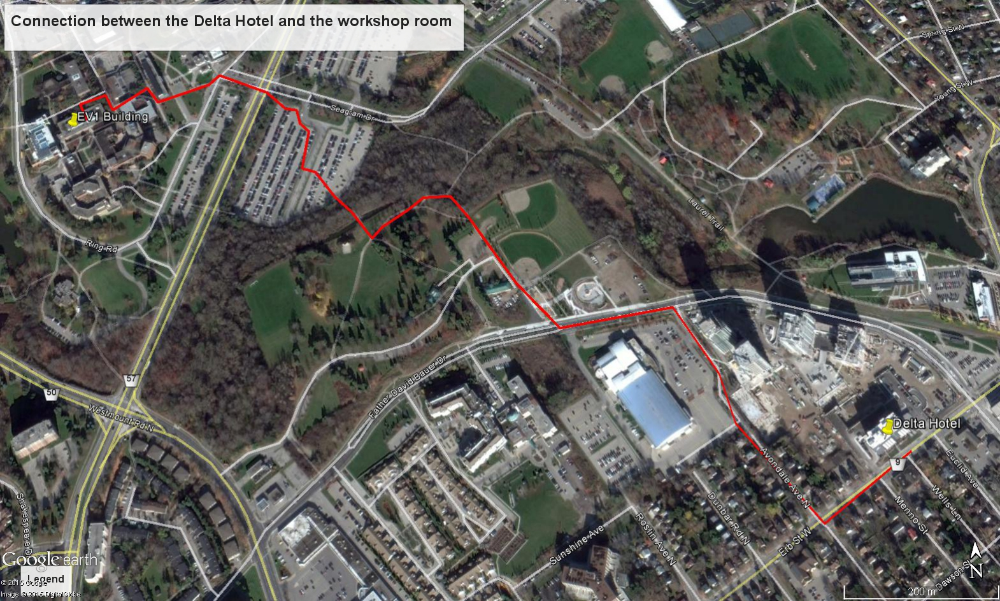 Connection between the Delta Hotel and the workshop room
Spring St W
Young St W
Seagram Dr
EV1 Building
Laurel Trail
Ring Rd
57
50
Westmount Rd N
Father David Bauer Dr
Delta Hotel
9
Avondale Ave N
Euclid Ave
Wells Ln
Menno St
Dunbar Rd N
Roslin Ave N
Sunshine Ave
Erb St W
Shakespeare D
Dawson St
N
Google earth
Legend
© 2015 Google
Image © 2015 DigitalGlobe
200 m